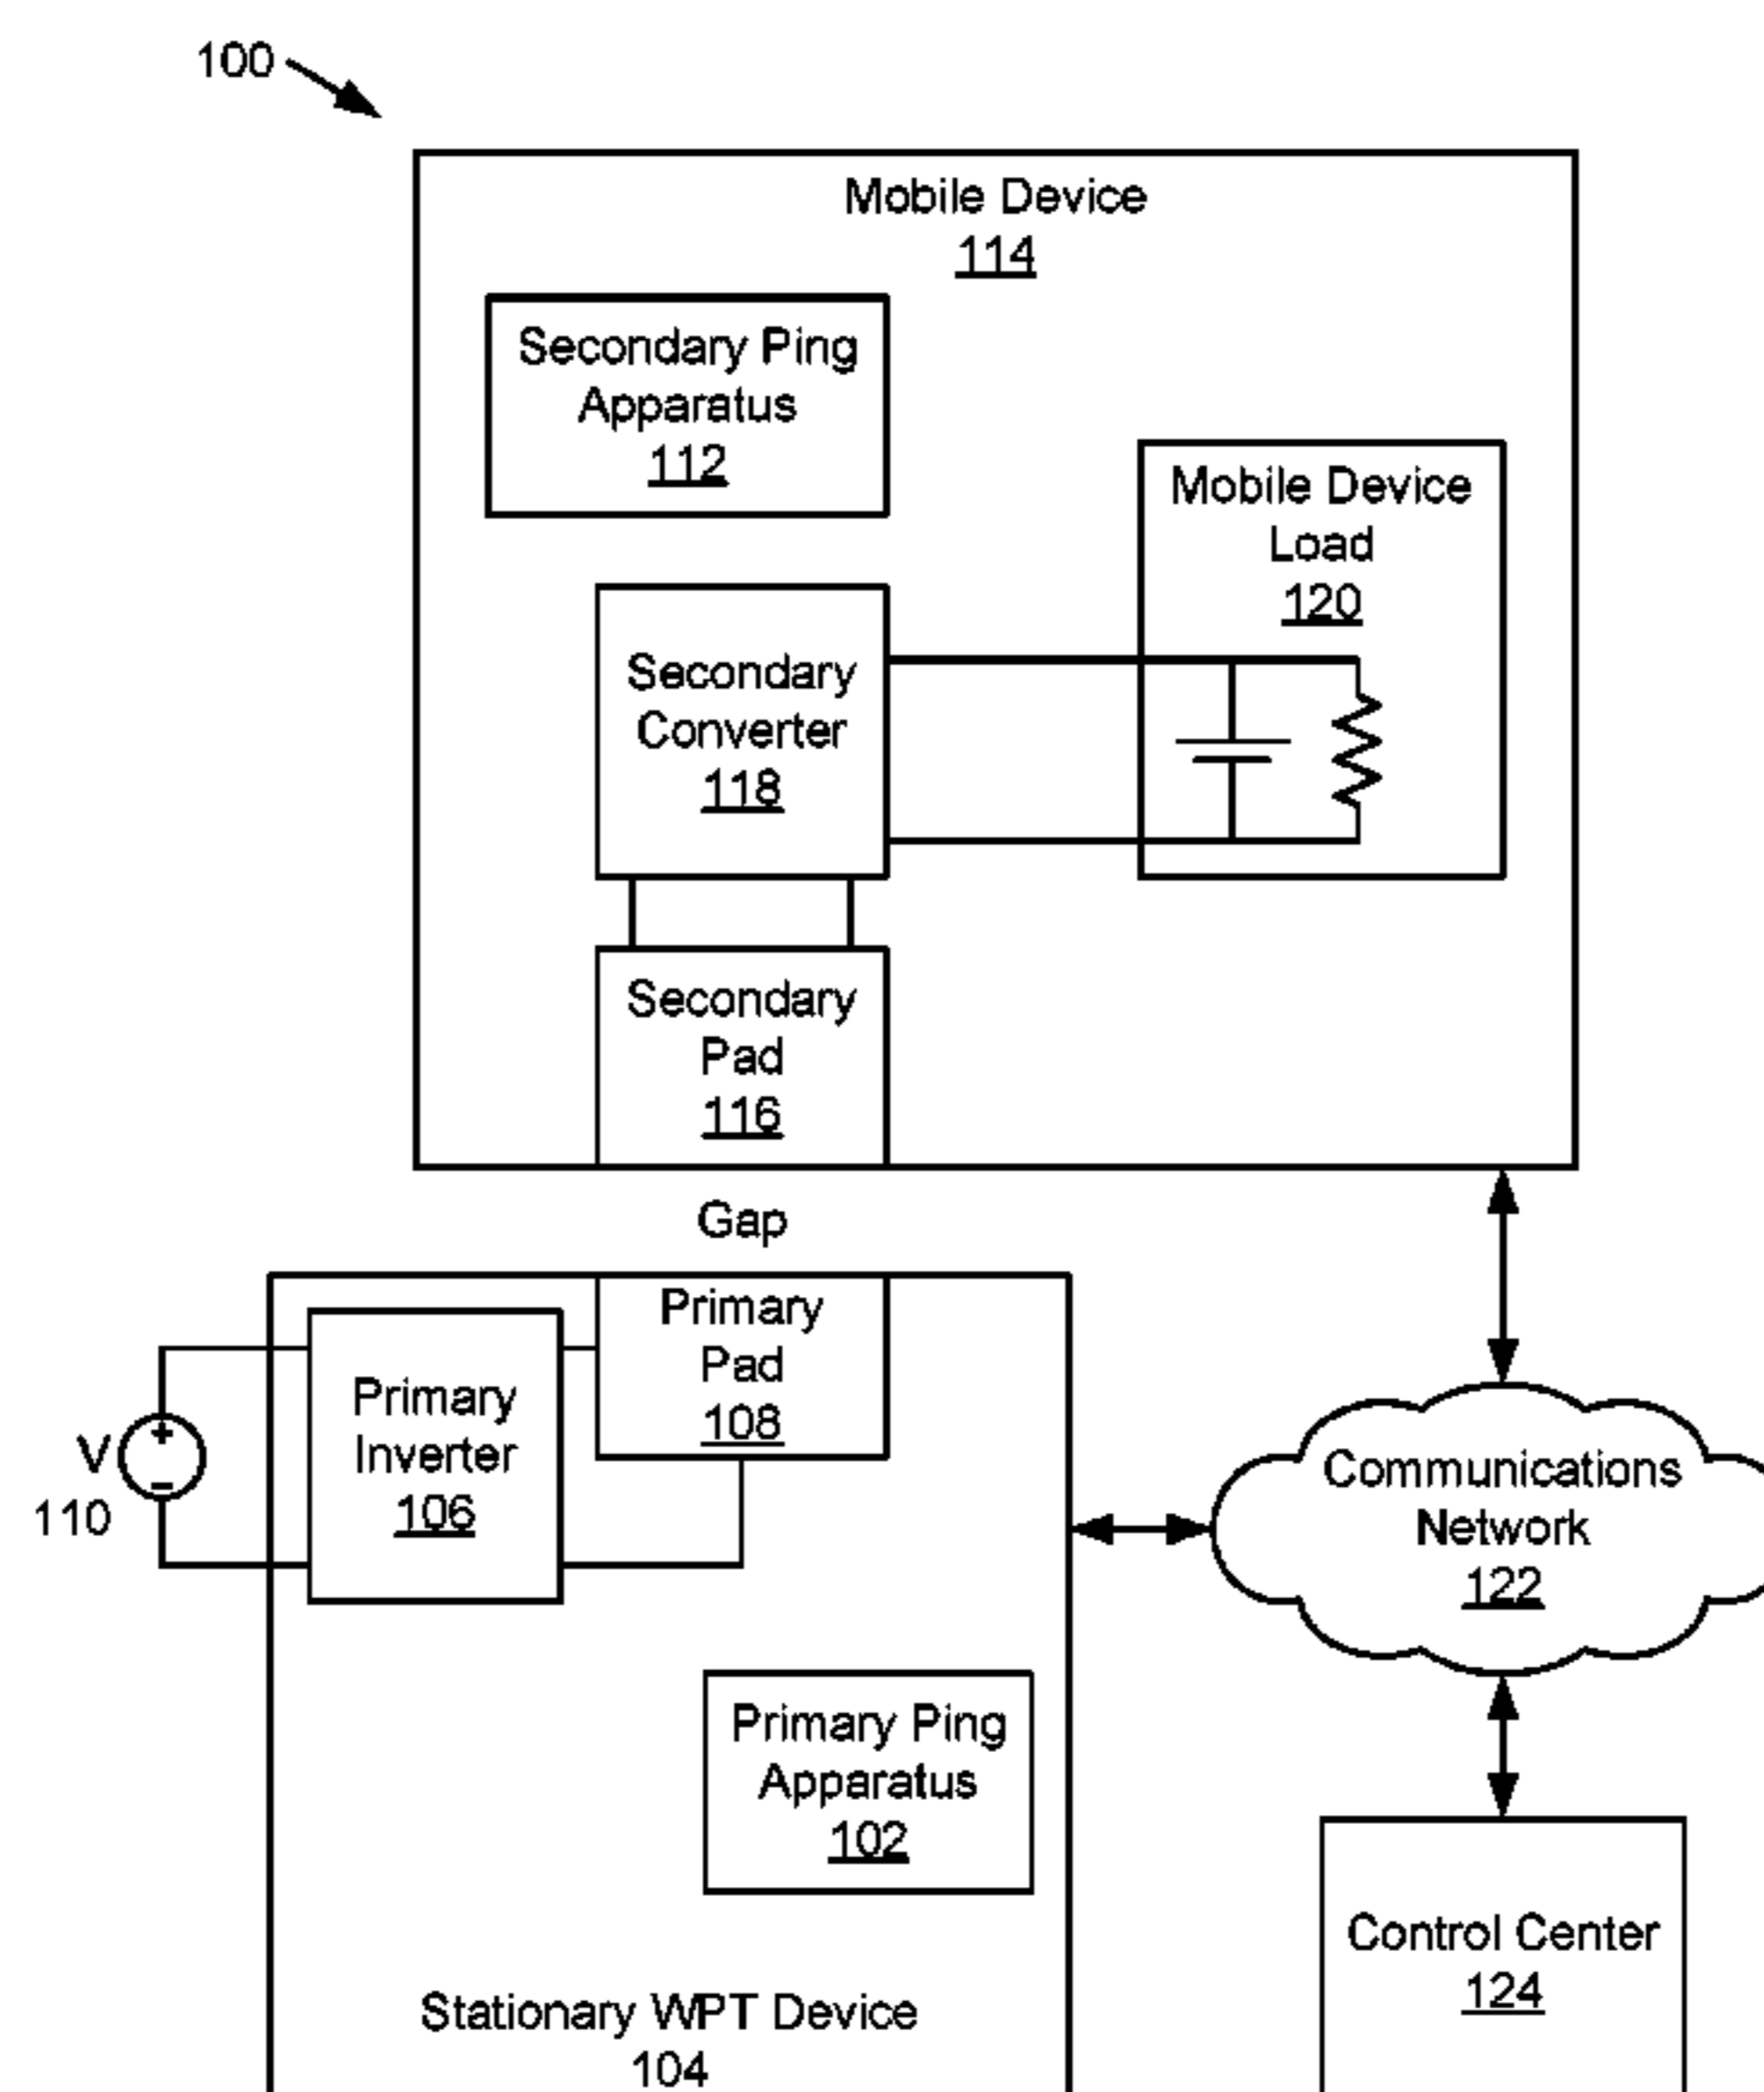 100
Mobile Device
114
Secondary Ping
Apparatus
112
Mobile Device
Load
120
Secondary
Converter
118
Secondary
Pad
116
Gap
Primary
Pad
108
Primary
Inverter
106
+
V
−
110
Communications
Network
122
Primary Ping
Apparatus
102
Control Center
124
Stationary WPT Device
104